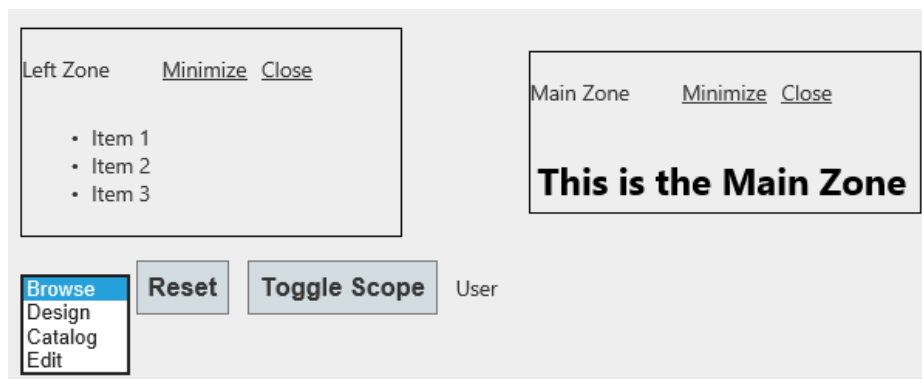 Left Zone Minimize Close
Item 1
Item 2
Item 3
Main Zone Minimize Close
This is the Main Zone
Browse
Design
Catalog
Edit
Reset Toggle Scope User